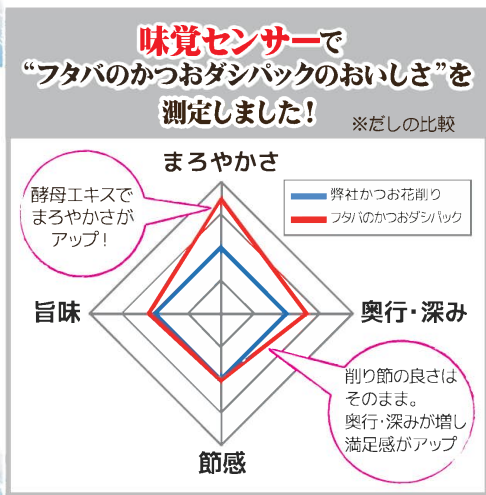 味覚センサーで
“フタバのかつおダシパックのおいしさ”を
測定しました!
※だしの比較
まろやかさ
酵母エキスで
まろやかさが
アップ!
弊社かつお花削り
フタバのかつおダシパック
旨味
奥行・深み
削り節の良さは
そのまま。
奥行・深みが増し
満足感がアップ
節感